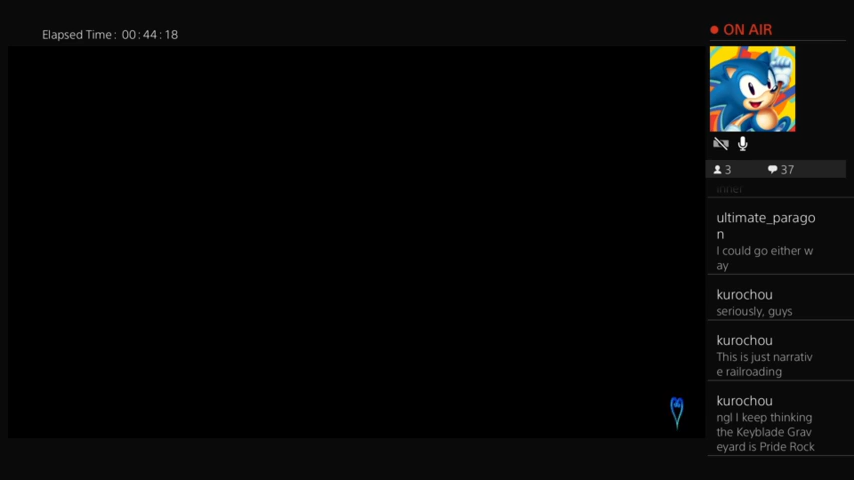 Elapsed Time: 00:44:18
ON AIR
3
37
ultimate_parago
n
I could go either w
ay
kurochou
seriously, guys
kurochou
This is just narrativ
e railroading
kurochou
ngl I keep thinking
the Keyblade Grav
eyard is Pride Rock